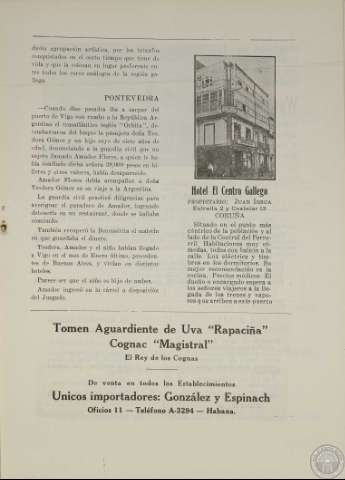 dicha agrupación artística, por los triunfos
conquistados en el corto tiempo que tiene de
vida y que la colocan en lugar preferente en-
tre todos los coros análogos de la región ga-
llega.
PONTEVEDRA
—Cuando días pasados iba a zarpar del
puerto de Vigo con rumbo a la República Ar-
gentina el trasatlántico inglés "Orbita", de-
sembarcaron del buque la pasajera doña Teo-
dora Gómez y un hijo suyo de siete años de
edad, denunciando a la guardia civil que un
sujeto llamado Amador Flores, a quien le ha-
bía confiado dicha señora 20,000 pesos en bi-
lletes y otros valores, había desaparecido.
Amador Flores debía acompañar a doña
Teodora Gómez en su viaje a la Argentina.
La guardia civil practicó diligencias para
averiguar el paradero de Amador, logrando
detenerlo en un restaurant, donde se hallaba
comiendo.
También recuperó la Benemérita el maletín
en que guardaba el dinero.
Teodora, Amador y el niño habían llegado
a Vigo en el mes de Enero último, proceden-
tes de Buenos Aires, y vivían en distintos
hoteles.
Parece ser que el niño es hijo de ambos.
Amador ingresó en la cárcel a disposición
del Juzgado.
Hotel El Centro Gallego
PROPIETARIO: JUAN
Estrella 2 y
CORUÑA
Situado en el punto más
céntrico de la población y al
lado de la Central del Ferro-
rril. Habitaciones muy có-
modas, todas con balcón a la
calle. Luz eléctrica y tim-
bres en los dormitorios. Su
mejor recomendación es la
cocina. Precios módicos. El
dueño o encargado espera a
los señores viajeros a la lle-
gada de los trenes y vapo-
res que arriben a este puerto
Tomen Aguardiente de Uva "Rapaciña"
Cognac "Magistral"
El Rey de los Cognas
De venta en todos los Establecimientos
Unicos importadores: González y Espinach
Oficios 11 — Teléfono A-3294 — Habana.